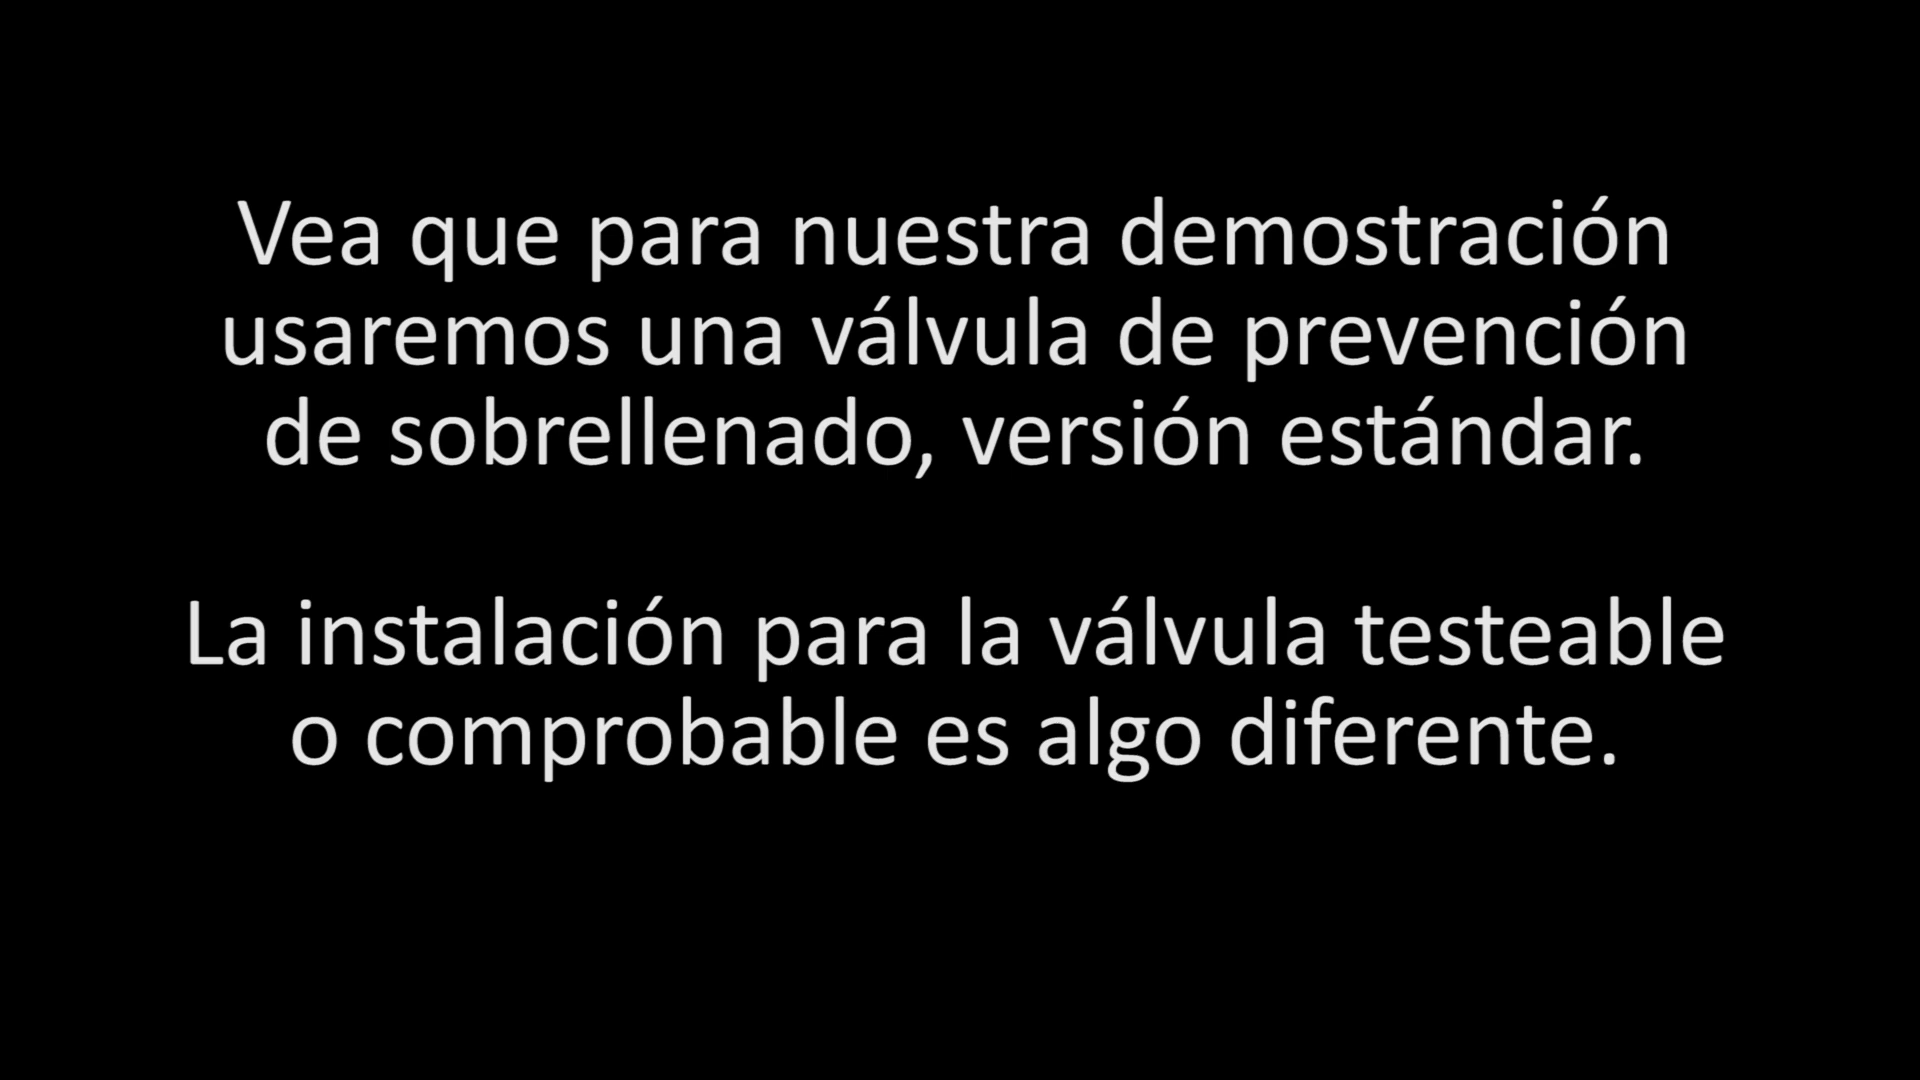 Vea que para nuestra demostración
usaremos una válvula de prevención
de sobrellenado, versión estándar.
La instalación para la válvula testeable
o comprobable es algo diferente.